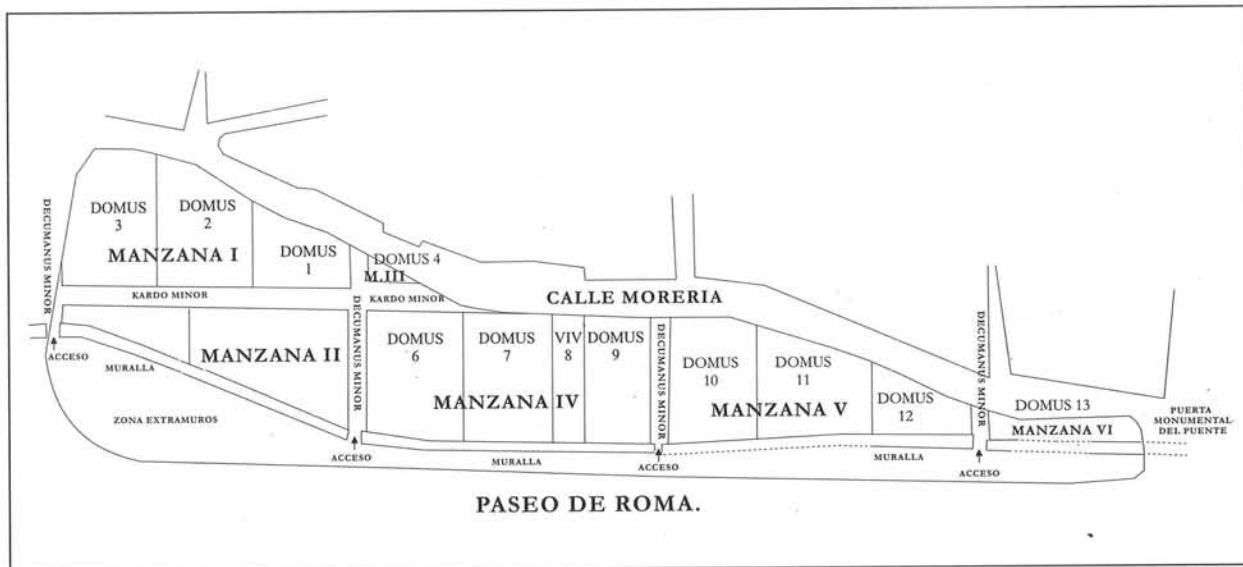 DECUMANUS MINOR
DOMUS
3
DOMUS
2
MANZANA I
DOMUS
1
DOMUS 4
M.III
KARDO MINOR
KARDO MINOR
CALLE MORERIA
DECUMANUS MINOR
MANZANA II
DOMUS
6
DOMUS
7
VIV
8
DOMUS
9
MANZANA IV
DECUMANUS MINOR
DOMUS
10
DOMUS
11
MANZANA V
DOMUS
12
DECUMANUS MINOR
DOMUS 13
MANZANA VI
PUERTA
MONUMENTAL
DEL PUENTE
ACCESO
MURALLA
ZONA EXTRAMUROS
ACCESO
MURALLA
ACCESO
MURALLA
ACCESO
PASEO DE ROMA.